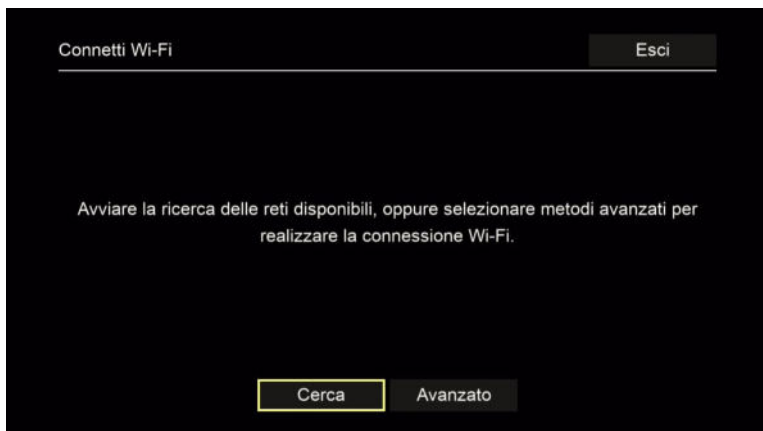 Connetti Wi-Fi
Esci
Avviare la ricerca delle reti disponibili, oppure selezionare metodi avanzati per
realizzare la connessione Wi-Fi.
Cerca
Avanzato